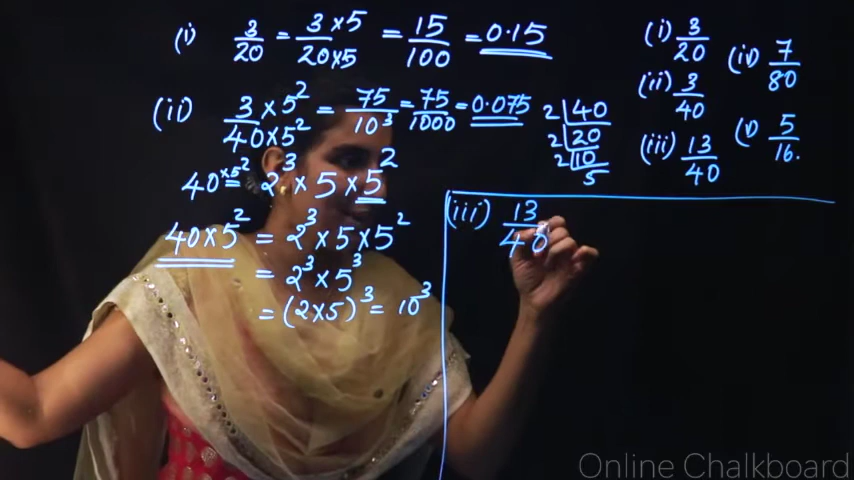 (i) 3/20 = 3×5/20×5 = 15/100 = 0.15
(ii) 3×5²/40×5² = 75/10³ = 75/1000 = 0.075
40×5² = 2³×5×5²
40×5² = 2³×5×5²
= 2³×5³
= (2×5)³ = 10³
2 40
2 20
2 10
5
(i) 3/20
(ii) 3/40
(iii) 13/40
(iv) 7/80
(v) 5/16.
(iii) 13/40
Online Chalkboard